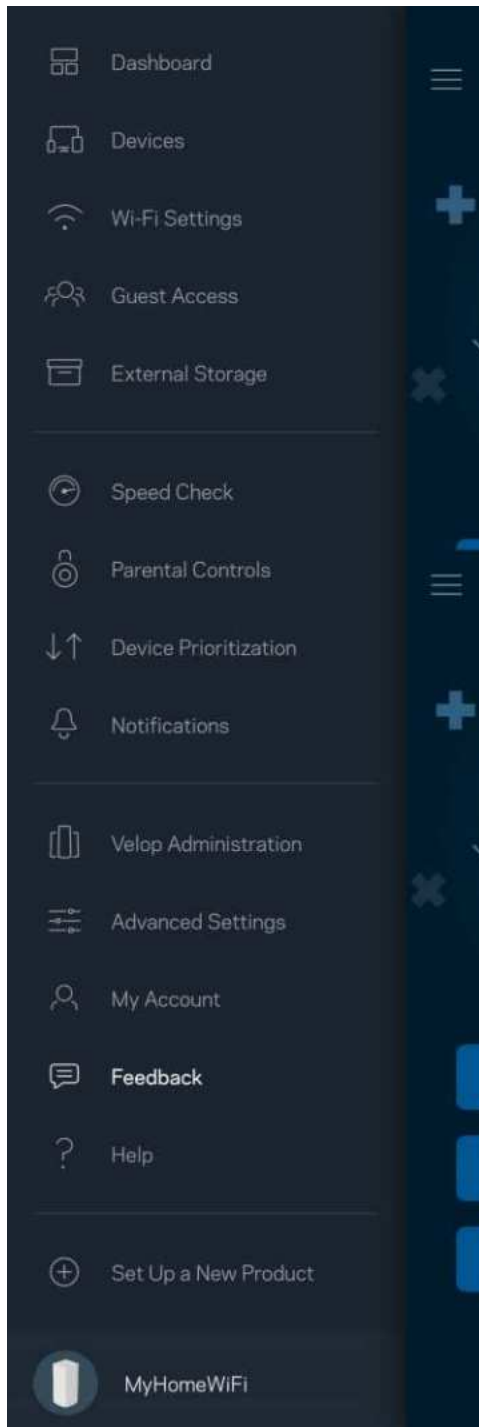 Dashboard
Devices
Wi-Fi Settings
Guest Access
External Storage
Speed Check
Parental Controls
Device Prioritization
Notifications
Velop Administration
Advanced Settings
My Account
Feedback
Help
Set Up a New Product
MyHomeWiFi